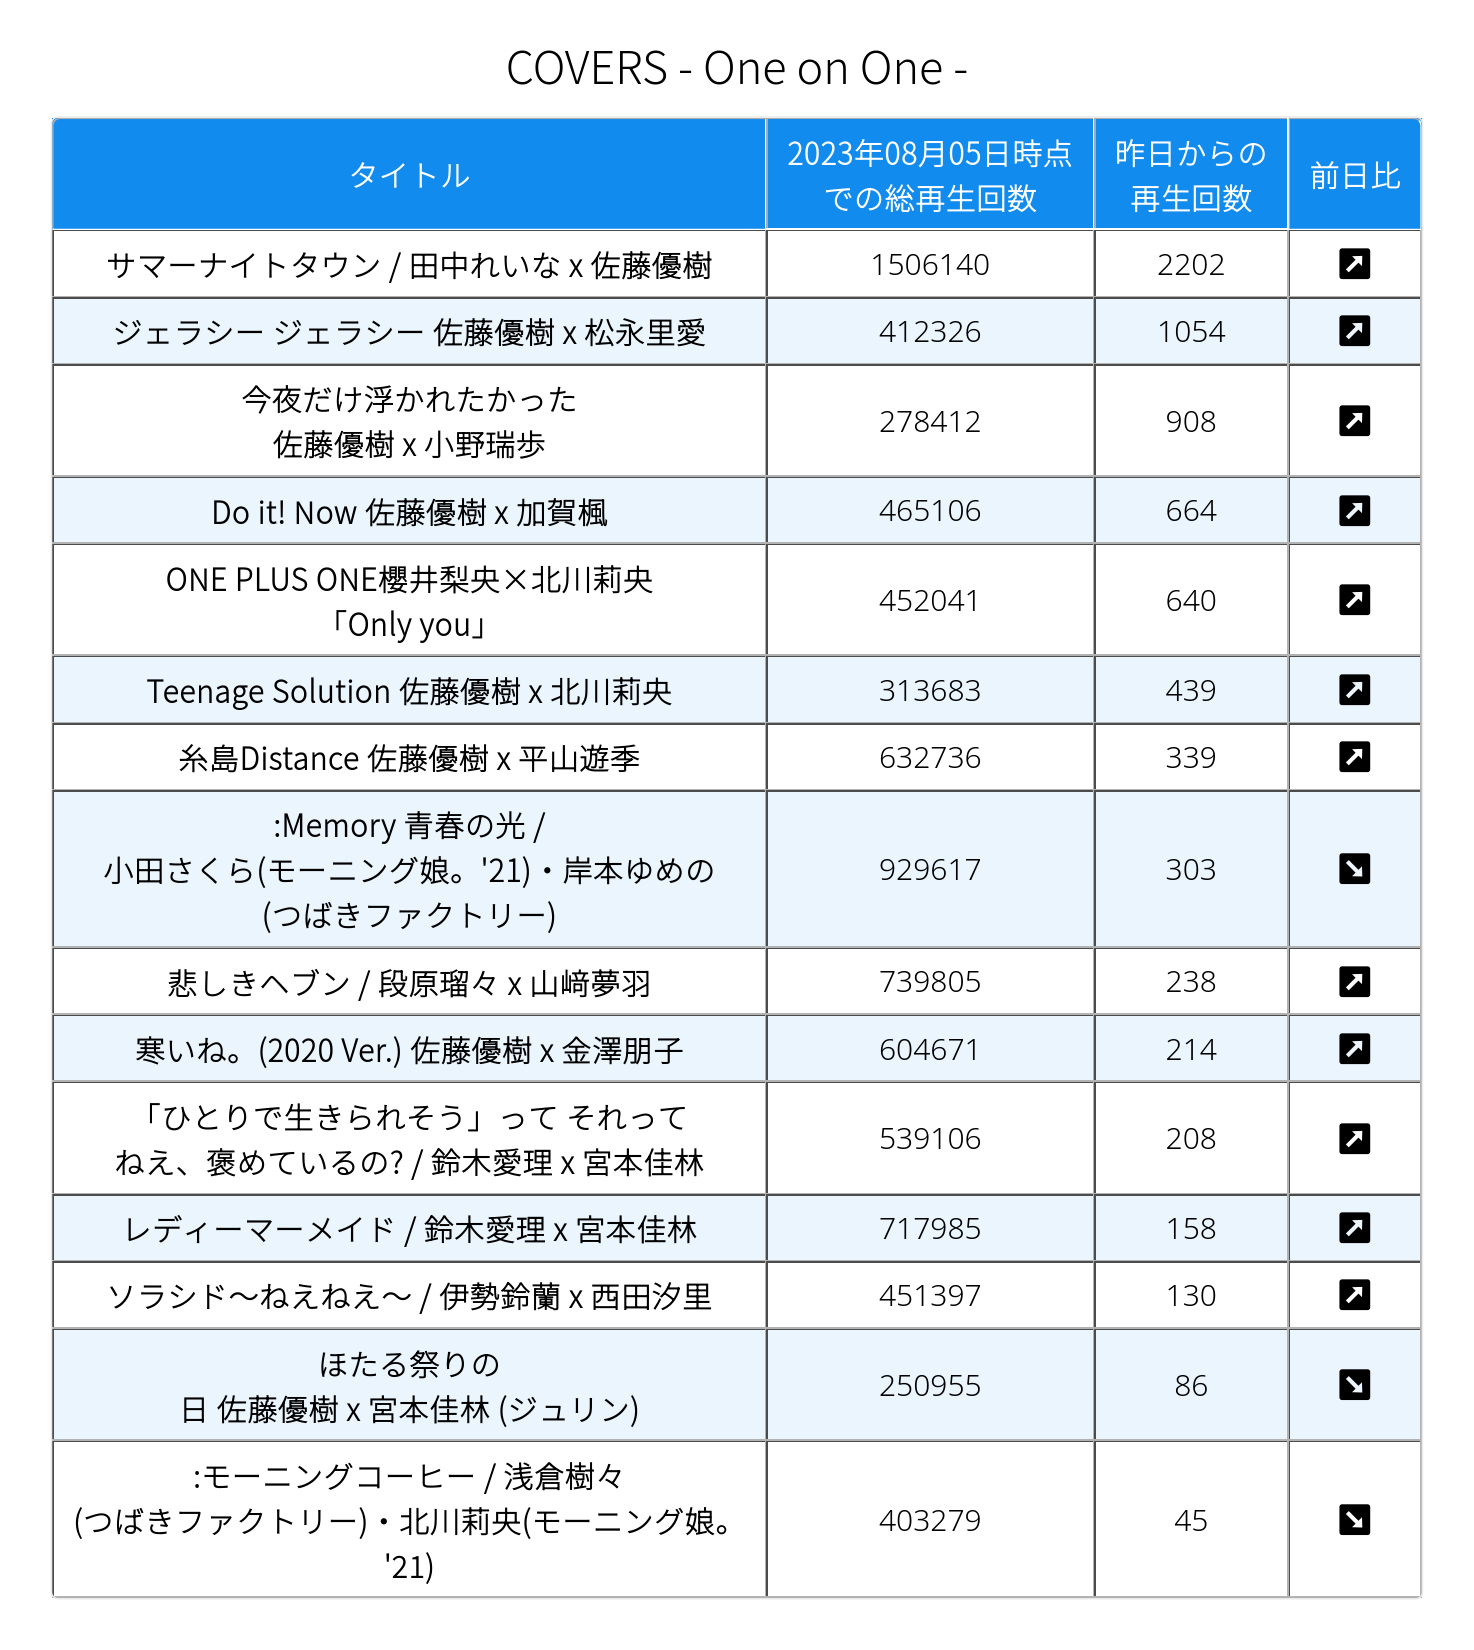 COVERS - One on One -
タイトル
2023年08月05日時点
での総再生回数
昨日からの
再生回数
前日比
サマーナイトタウン / 田中れいな x 佐藤優樹
1506140
2202
ジェラシー ジェラシー 佐藤優樹 x 松永里愛
412326
1054
今夜だけ浮かれたかった
佐藤優樹 x 小野瑞歩
278412
908
Do it! Now 佐藤優樹 x 加賀楓
465106
664
ONE PLUS ONE櫻井梨央×北川莉央
「Only you」
452041
640
Teenage Solution 佐藤優樹 x 北川莉央
313683
439
糸島Distance 佐藤優樹 x 平山遊季
632736
339
:Memory 青春の光 /
小田さくら(モーニング娘。'21)・岸本ゆめの
(つばきファクトリー)
929617
303
悲しきヘブン / 段原瑠々 x 山﨑夢羽
739805
238
寒いね。(2020 Ver.) 佐藤優樹 x 金澤朋子
604671
214
「ひとりで生きられそう」って それって
ねえ、褒めているの? / 鈴木愛理 x 宮本佳林
539106
208
レディーマーメイド / 鈴木愛理 x 宮本佳林
717985
158
ソラシド〜ねえねえ〜 / 伊勢鈴蘭 x 西田汐里
451397
130
ほたる祭りの
日 佐藤優樹 x 宮本佳林 (ジュリン)
250955
86
:モーニングコーヒー / 浅倉樹々
(つばきファクトリー)・北川莉央(モーニング娘。
'21)
403279
45